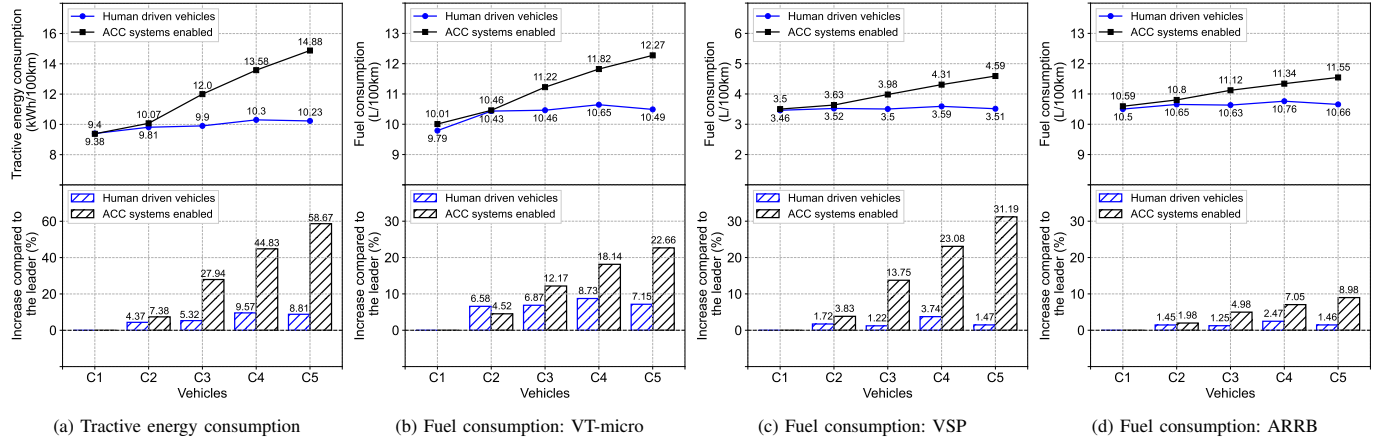 Tractive energy consumption
(kWh/100km)
18
16
14
12
10
8
Human driven vehicles
ACC systems enabled
9.4
9.38
10.07
9.81
12.0
9.9
13.58
10.3
14.88
10.23
Increase compared to
the leader (%)
60
40
20
0
Human driven vehicles
ACC systems enabled
4.37
7.38
5.32
27.94
9.57
44.83
8.81
58.67
C1 C2 C3 C4 C5
Vehicles
(a) Tractive energy consumption
Fuel consumption
(L/100km)
13
12
11
10
9
Human driven vehicles
ACC systems enabled
10.01
9.79
10.46
10.43
11.22
10.46
11.82
10.65
12.27
10.49
Increase compared to
the leader (%)
30
20
10
0
Human driven vehicles
ACC systems enabled
6.58
4.52
6.87
12.17
8.73
18.14
7.15
22.66
C1 C2 C3 C4 C5
Vehicles
(b) Fuel consumption: VT-micro
Fuel consumption
(L/100km)
6
5
4
3
2
Human driven vehicles
ACC systems enabled
3.5
3.46
3.63
3.52
3.98
3.5
4.31
3.59
4.59
3.51
Increase compared to
the leader (%)
30
20
10
0
Human driven vehicles
ACC systems enabled
1.72
3.83
1.22
13.75
3.74
23.08
1.47
31.19
C1 C2 C3 C4 C5
Vehicles
(c) Fuel consumption: VSP
Fuel consumption
(L/100km)
13
12
11
10
9
Human driven vehicles
ACC systems enabled
10.59
10.5
10.8
10.65
11.12
10.63
11.34
10.76
11.55
10.66
Increase compared to
the leader (%)
30
20
10
0
Human driven vehicles
ACC systems enabled
1.45
1.98
1.25
4.98
2.47
7.05
1.46
8.98
C1 C2 C3 C4 C5
Vehicles
(d) Fuel consumption: ARRB